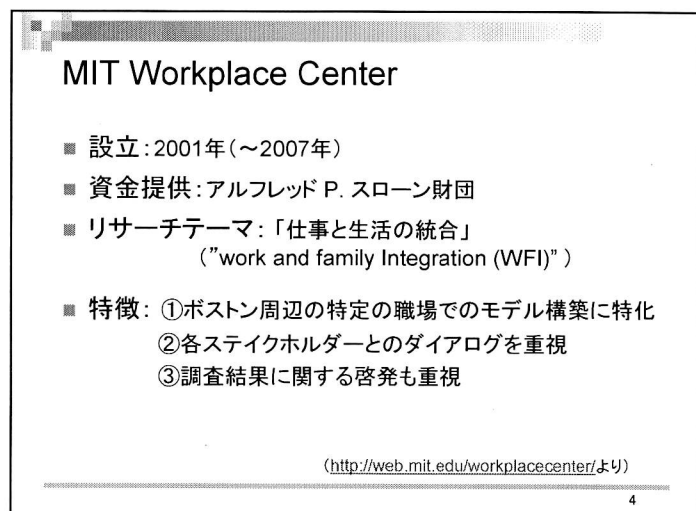 MIT Workplace Center
設立:2001年(～2007年)
資金提供:アルフレッド P. スローン財団
リサーチテーマ:「仕事と生活の統合」
("work and family Integration (WFI)" )
特徴: ①ボストン周辺の特定の職場でのモデル構築に特化
②各ステイクホルダーとのダイアログを重視
③調査結果に関する啓発も重視
(http://web.mit.edu/workplacecenter/より)
4